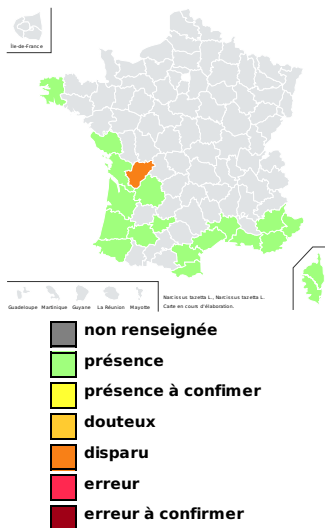 Île-de-France
Guadeloupe Martinique Guyane La Réunion Mayotte
Narcissus tazetta L., Narcissus tazetta L.
Carte en cours d'élaboration.
non renseignée
présence
présence à confimer
douteux
disparu
erreur
erreur à confirmer